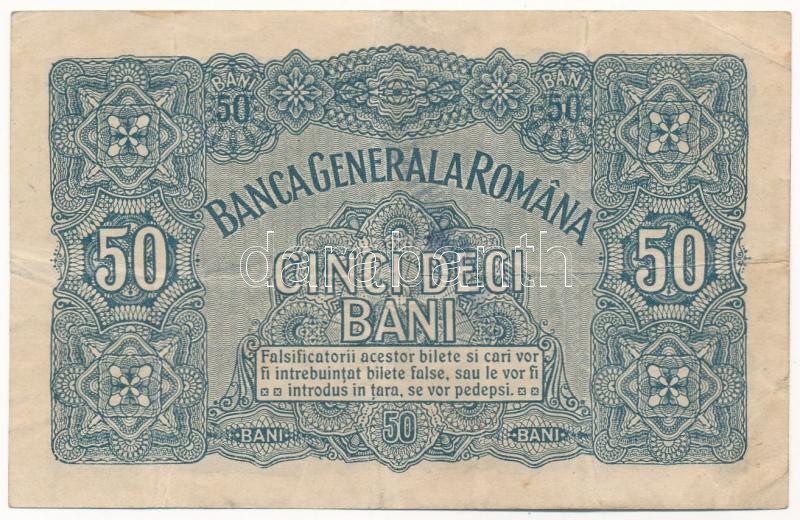 BANI BANI
50 50
BANCA GENERALA ROMÂNA
50 50
CINCI DECI
BANI
darabanth
Falsificatorii acestor bilete si cari vor
fi intrebuințat bilete false, sau le vor fi
introdus in țara, se vor pedepsi.
50
BANI BANI